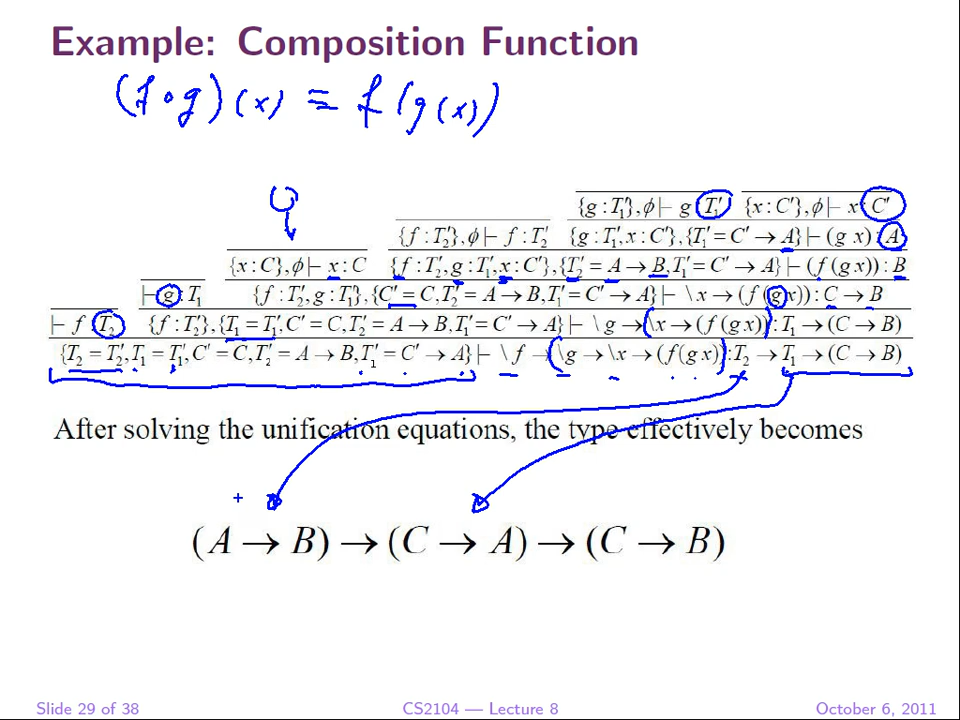 Example: Composition Function
(f ∘ g)(x) ≡ f(g(x))
{g : T₁′}, ϕ |– g : T₁′ {x : C′}, ϕ |– x : C′
{f : T₂′}, ϕ |– f : T₂′ {g : T₁′, x : C′}, {T₁′ = C′ → A} |– (g x) : A
{x : C}, ϕ |– x : C {f : T₂′, g : T₁′, x : C′}, {T₂′ = A → B, T₁′ = C′ → A} |– (f (g x)) : B
|– g : T₁ {f : T₂′, g : T₁′}, {C′ = C, T₂′ = A → B, T₁′ = C′ → A} |– \x → (f (g x)) : C → B
|– f : T₂ {f : T₂′}, {T₁ = T₁′, C′ = C, T₂′ = A → B, T₁′ = C′ → A} |– \g → \x → (f (g x)) : T₁ → (C → B)
{T₂ = T₂′, T₁ = T₁′, C′ = C, T₂′ = A → B, T₁′ = C′ → A} |– \f → \g → \x → (f (g x)) : T₂ → T₁ → (C → B)
After solving the unification equations, the type effectively becomes
(A → B) → (C → A) → (C → B)
Slide 29 of 38 CS2104 — Lecture 8 October 6, 2011